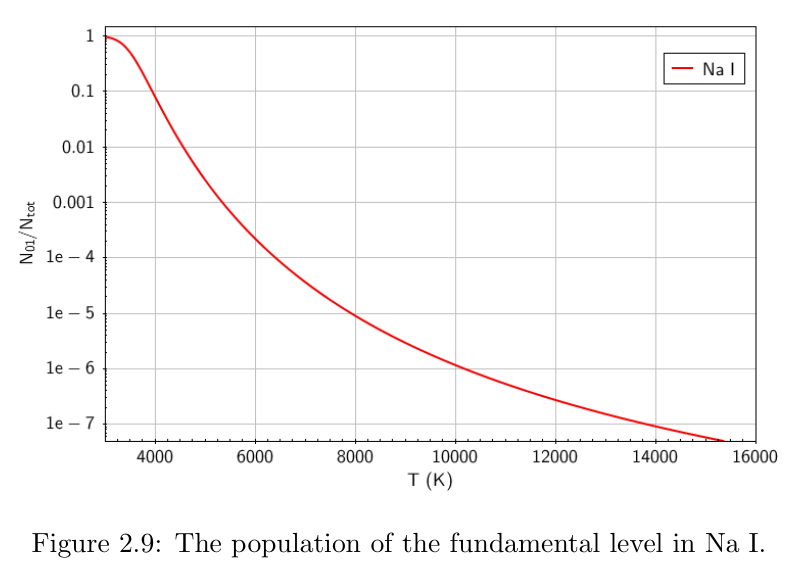 1
0.1
0.01
0.001
1e − 4
1e − 5
1e − 6
1e − 7
N01/Ntot
Na I
4000 6000 8000 10000 12000 14000 16000
T (K)
Figure 2.9: The population of the fundamental level in Na I.